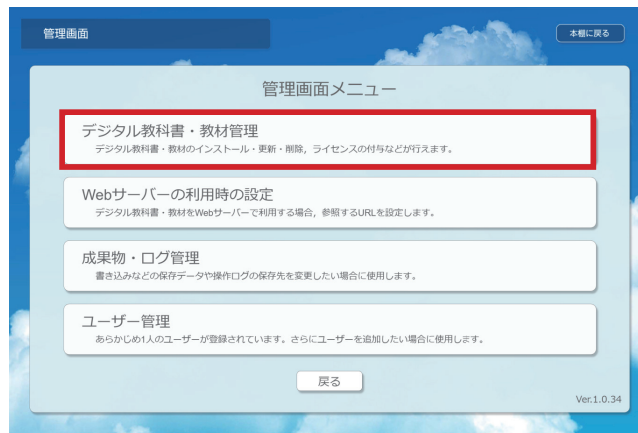 管理画面
本棚に戻る
管理画面メニュー
デジタル教科書・教材管理
デジタル教科書・教材のインストール・更新・削除，ライセンスの付与などが行えます。
Webサーバーの利用時の設定
デジタル教科書・教材をWebサーバーで利用する場合，参照するURLを設定します。
成果物・ログ管理
書き込みなどの保存データや操作ログの保存先を変更したい場合に使用します。
ユーザー管理
あらかじめ1人のユーザーが登録されています。さらにユーザーを追加したい場合に使用します。
戻る
Ver.1.0.34